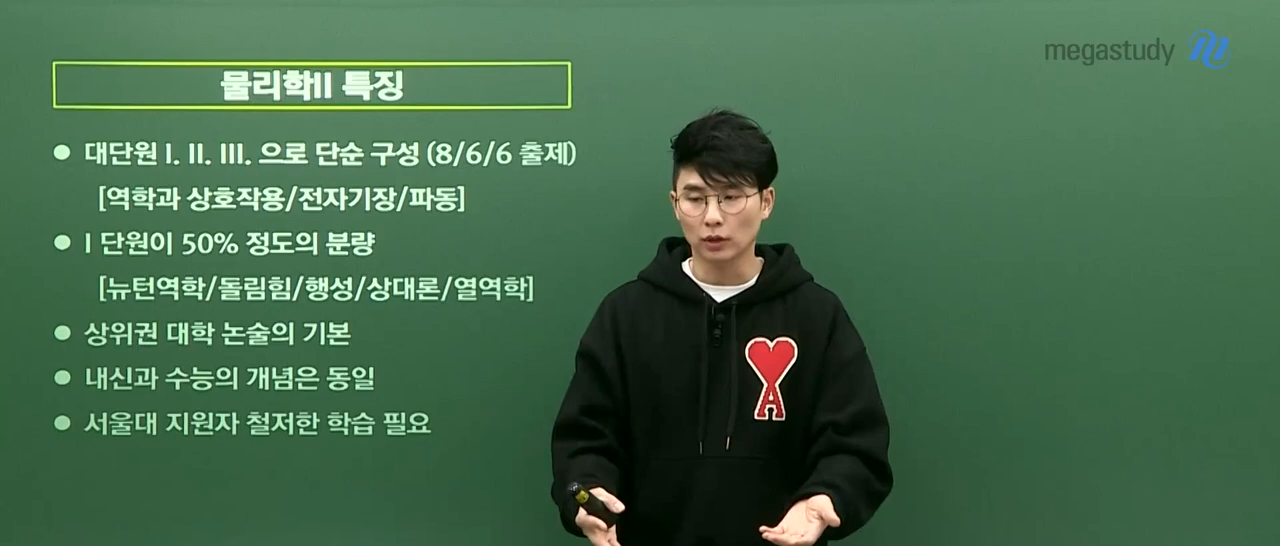 megastudy
물리학II 특징
● 대단원 I. II. III. 으로 단순 구성 (8/6/6 출제)
[역학과 상호작용/전자기장/파동]
● I 단원이 50% 정도의 분량
[뉴턴역학/돌림힘/행성/상대론/열역학]
● 상위권 대학 논술의 기본
● 내신과 수능의 개념은 동일
● 서울대 지원자 철저한 학습 필요
A